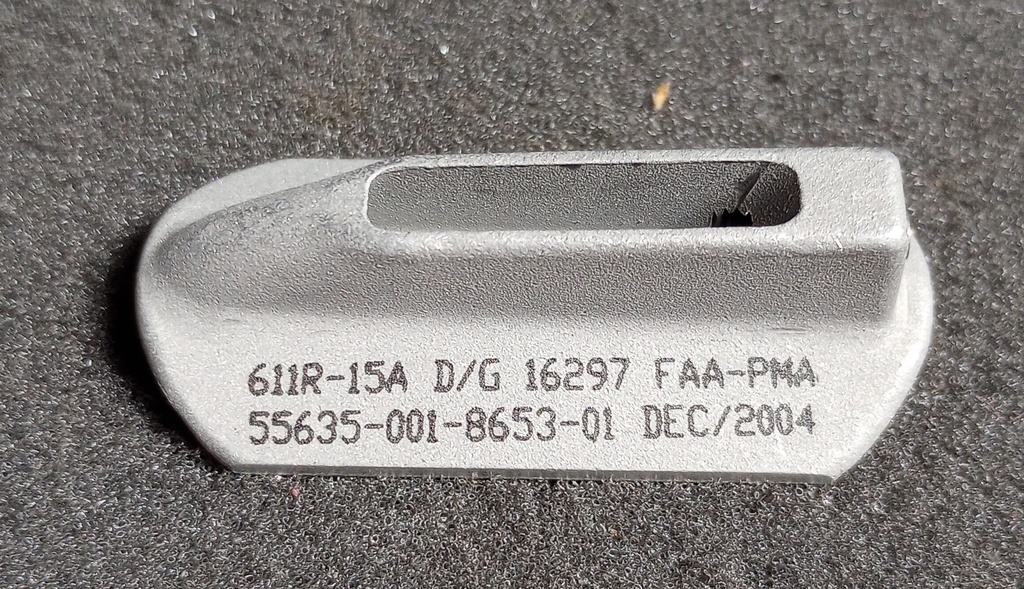 611R-15A D/G 16297 FAA-PMA
55635-001-8653-01 DEC/2004